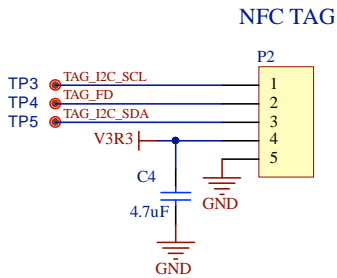 NFC TAG
P2
TP3 TAG_I2C_SCL 1
TP4 TAG_FD 2
TP5 TAG_I2C_SDA 3
V3R3 4
5
C4
4.7uF
GND
GND